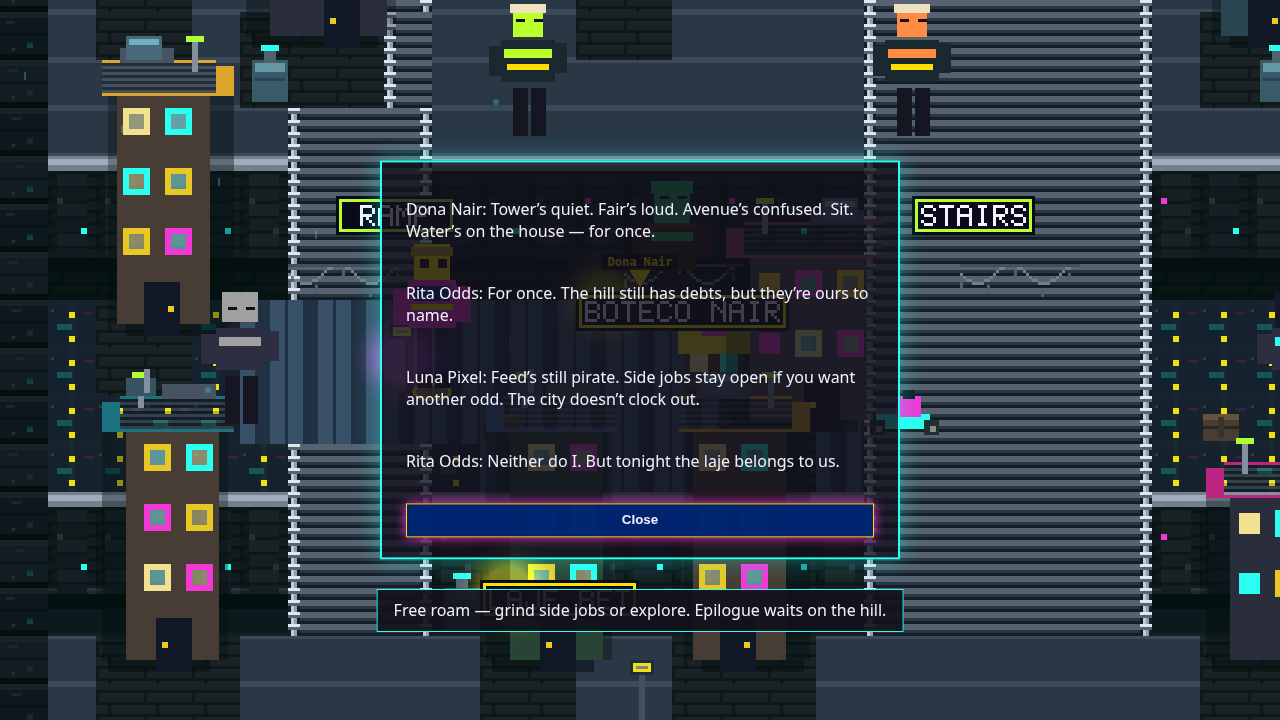 RAMP
STAIRS
Dona Nair: Tower’s quiet. Fair’s loud. Avenue’s confused. Sit.
Water’s on the house — for once.
Dona Nair
Rita Odds: For once. The hill still has debts, but they’re ours to
name.
BOTECO NAIR
Luna Pixel: Feed’s still pirate. Side jobs stay open if you want
another odd. The city doesn’t clock out.
Rita Odds: Neither do I. But tonight the laje belongs to us.
Close
LAJE BET
Free roam — grind side jobs or explore. Epilogue waits on the hill.